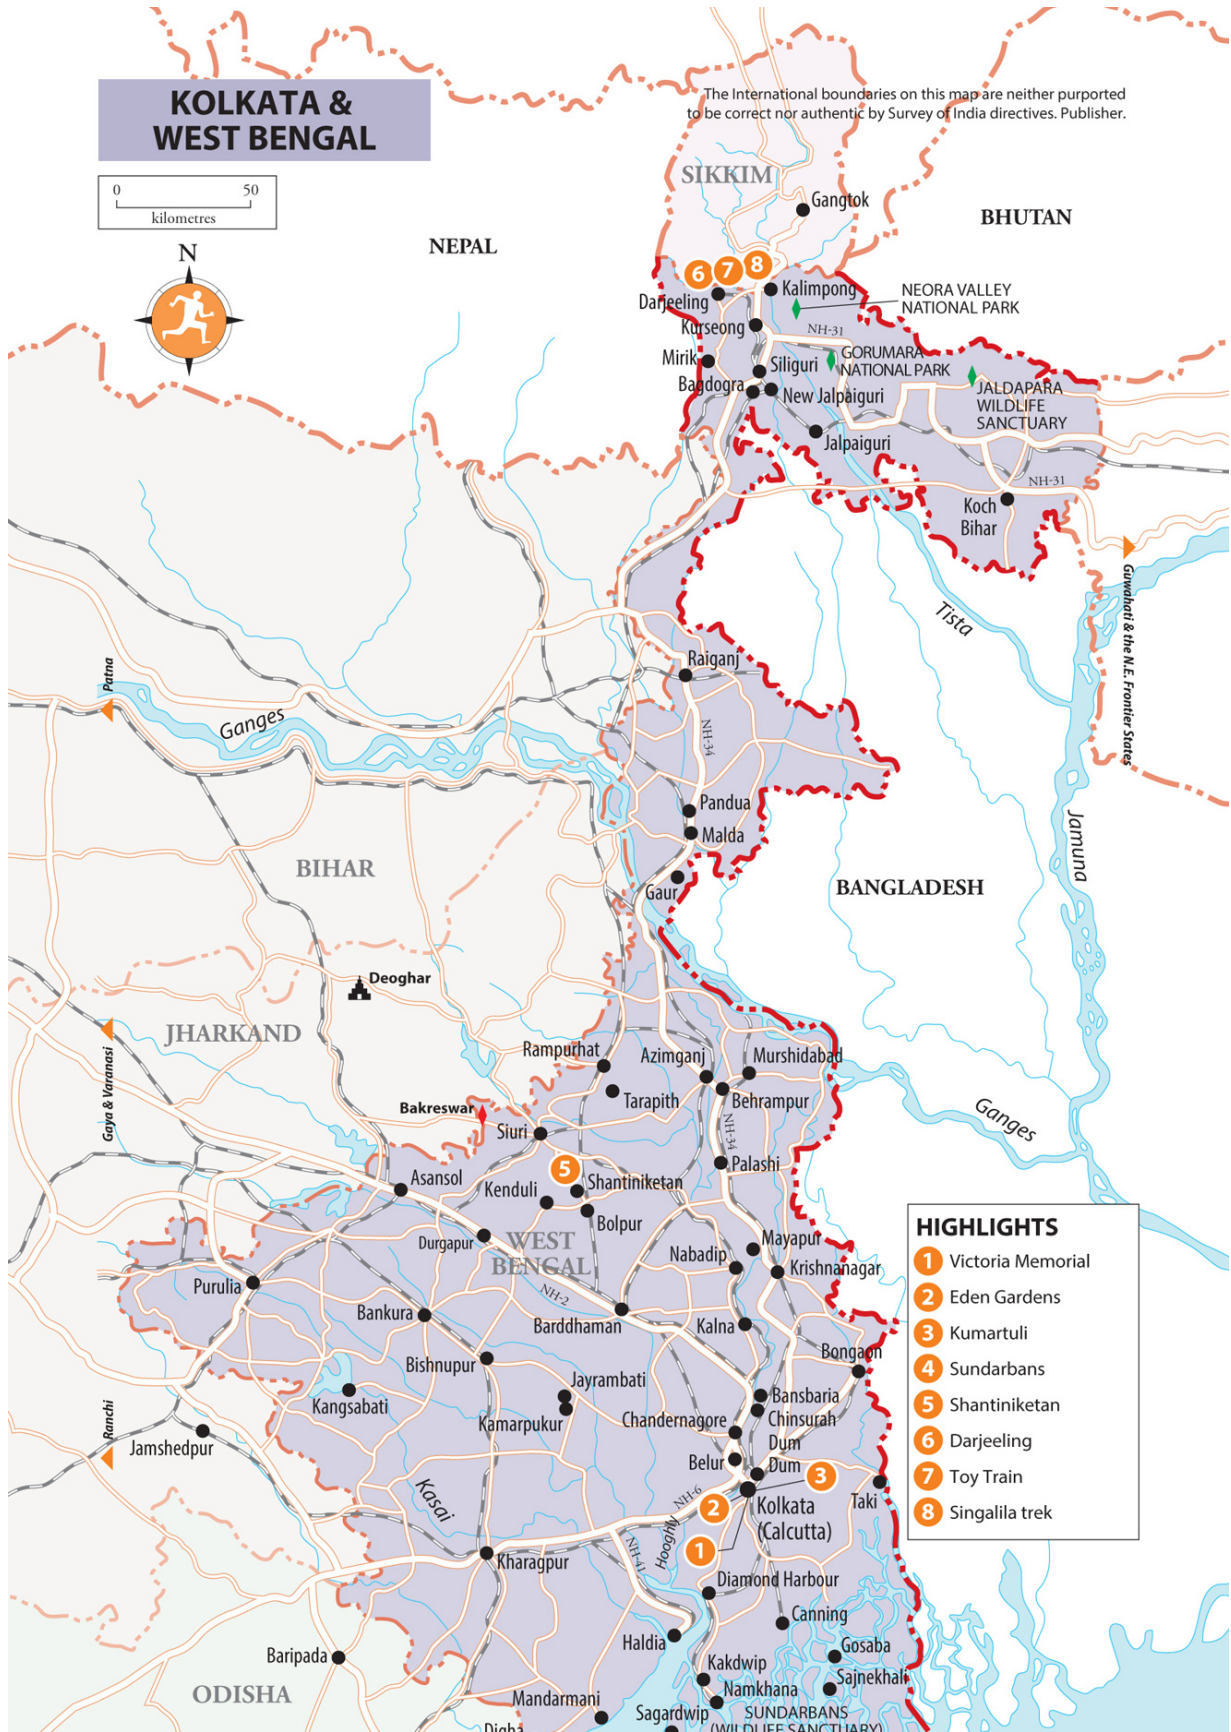 KOLKATA &
WEST BENGAL
0 50
kilometres
N
The International boundaries on this map are neither purported
to be correct nor authentic by Survey of India directives. Publisher.
SIKKIM
Gangtok
BHUTAN
NEPAL
6 7 8
Darjeeling
Kalimpong
NEORA VALLEY
NATIONAL PARK
Kurseong
NH-31
Mirik
Siliguri
GORUMARA
NATIONAL PARK
Bagdogra
New Jalpaiguri
JALDAPARA
WILDLIFE
SANCTUARY
Jalpaiguri
NH-31
Koch
Bihar
Guwahati & the N.E. Frontier States
Tista
Raiganj
Patna
Ganges
NH-34
Pandua
Malda
Jamuna
BIHAR
Gaur
BANGLADESH
Deoghar
JHARKAND
Gaya & Varanasi
Rampurhat
Azimganj
Murshidabad
Tarapith
Behrampur
Bakreswar
Ganges
Siuri
NH-34
Palashi
5
Asansol
Kenduli
Shantiniketan
Bolpur
Durgapur
WEST
BENGAL
Mayapur
Nabadip
Krishnanagar
Purulia
NH-2
Bankura
Barddhaman
Kalna
Bongaon
Bishnupur
Jayrambati
Kangsabati
Kamarpukur
Bansbaria
Chandernagore
Chinsurah
Ranchi
Jamshedpur
Dum
Dum
Belur
3
Taki
Kasai
NH-6
2
Kolkata
(Calcutta)
Hooghly
1
NH-41
Kharagpur
Diamond Harbour
Canning
Haldia
Gosaba
Baripada
Kakdwip
Sajnekhali
Namkhana
ODISHA
Mandarmani
Sagardwip
SUNDARBANS
(WILDLIFE SANCTUARY)
Digha
HIGHLIGHTS
1 Victoria Memorial
2 Eden Gardens
3 Kumartuli
4 Sundarbans
5 Shantiniketan
6 Darjeeling
7 Toy Train
8 Singalila trek